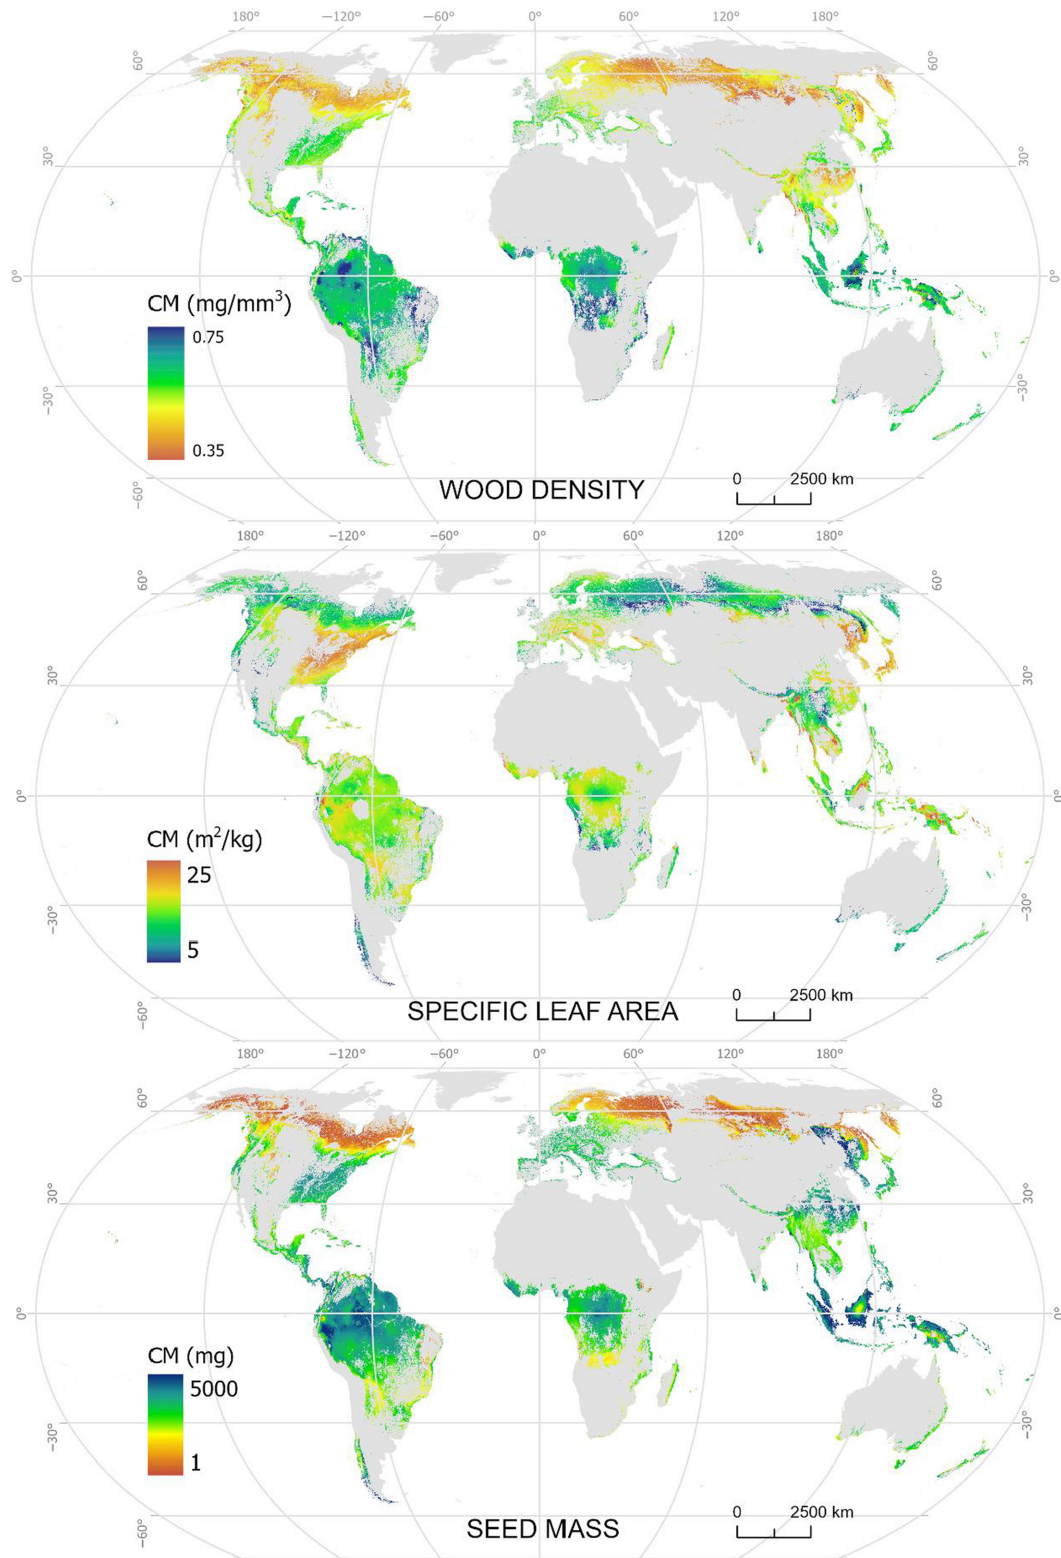 180° −120° −60° 0° 60° 120° 180°
60° 60°
30° 30°
0° 0°
CM (mg/mm³)
0.75
0.35
−30° −30°
−60°
WOOD DENSITY
0 2500 km
180° −120° −60° 0° 60° 120° 180°
60° 60°
30° 30°
0° 0°
CM (m²/kg)
25
5
−30° −30°
−60°
SPECIFIC LEAF AREA
0 2500 km
180° −120° −60° 0° 60° 120° 180°
60° 60°
30° 30°
0° 0°
CM (mg)
5000
1
−30° −30°
−60°
SEED MASS
0 2500 km